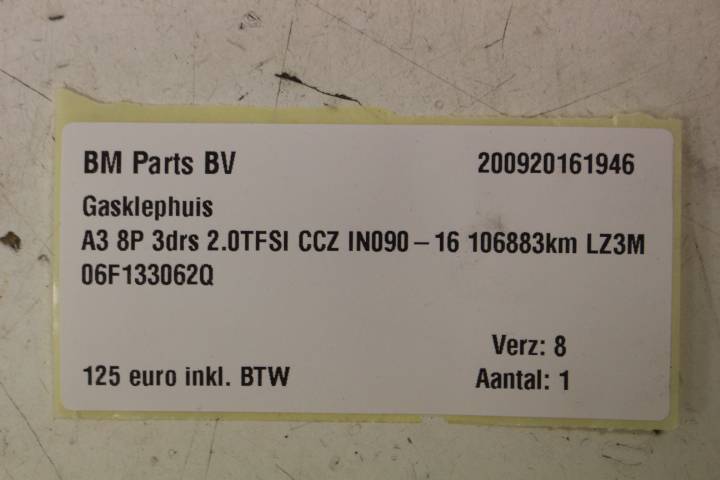 BM Parts BV 200920161946
Gasklephuis
A3 8P 3drs 2.0TFSI CCZ IN090 – 16 106883km LZ3M
06F133062Q
Verz: 8
125 euro inkl. BTW Aantal: 1